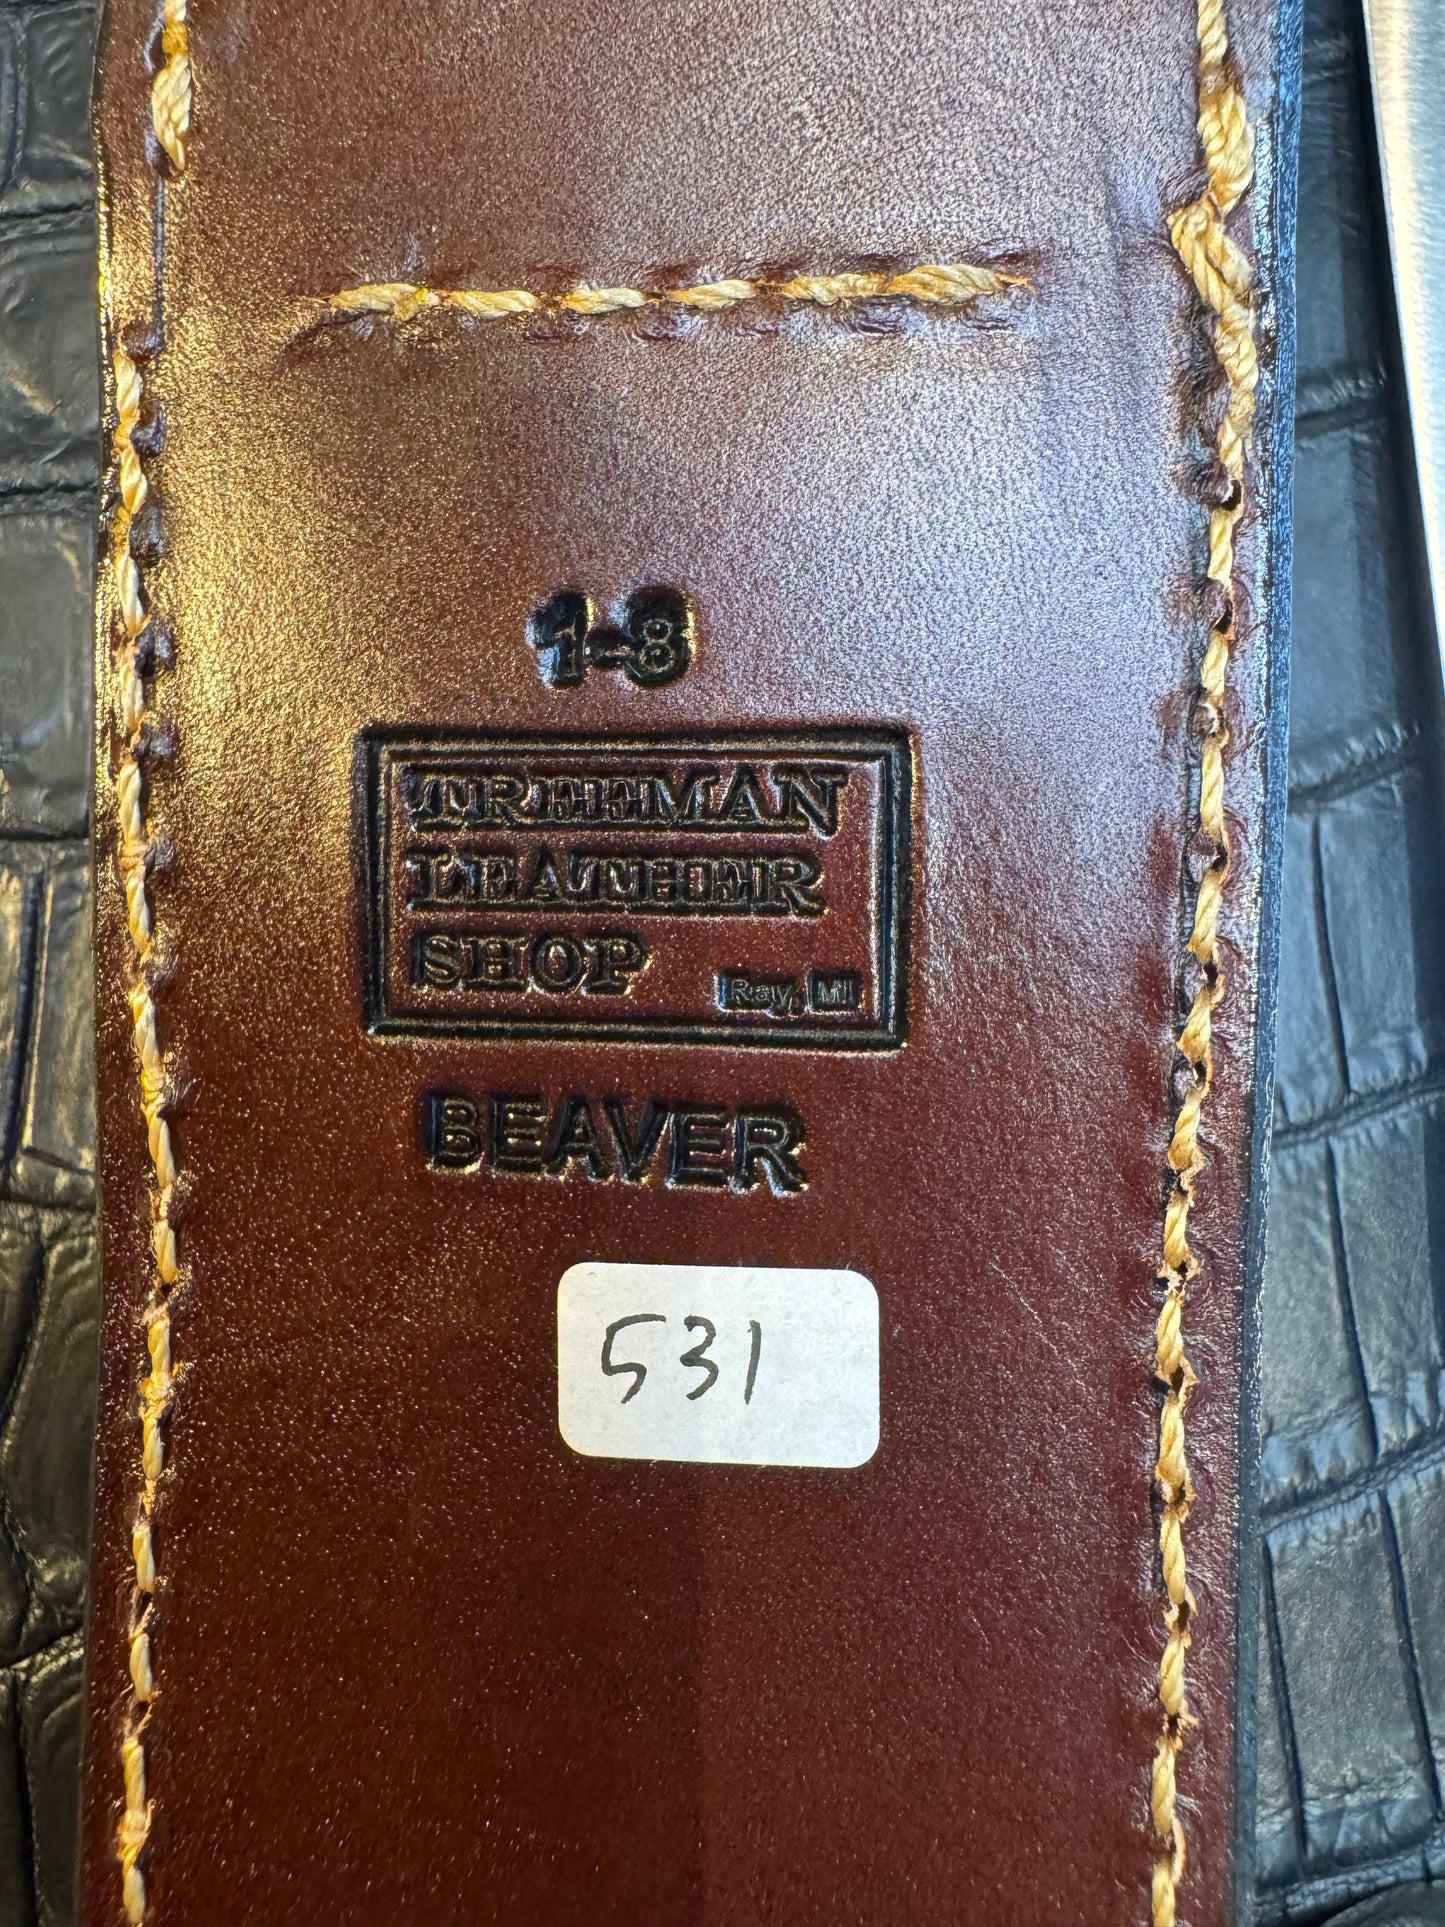 1-8
TREEMAN
LEATHER
SHOP Ray, MI
BEAVER
531